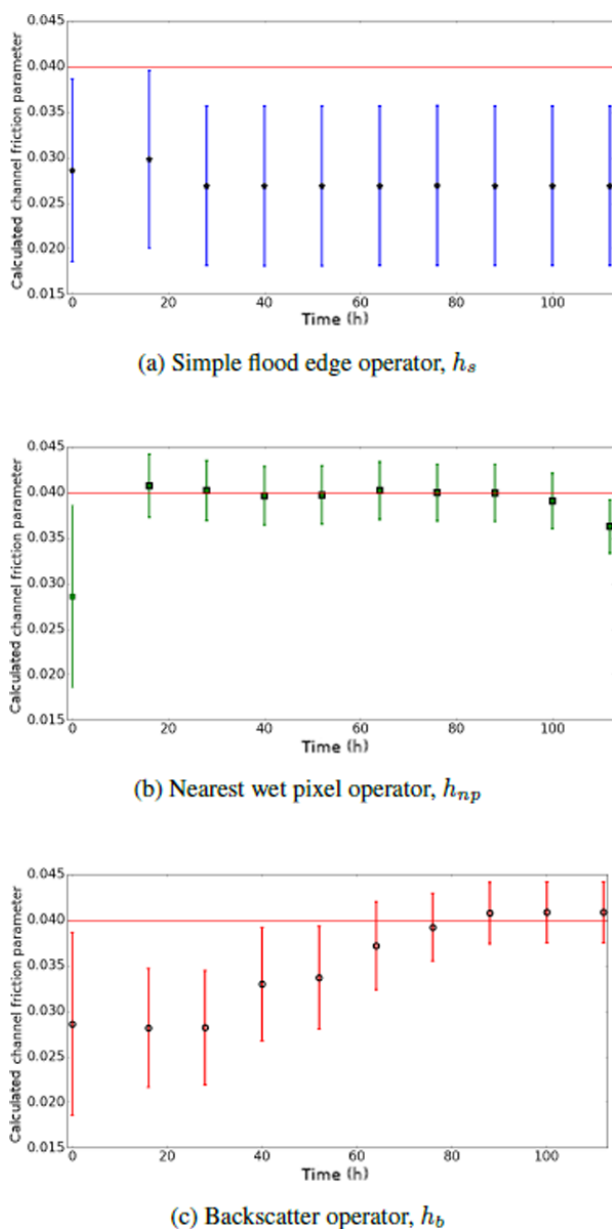 0.045
0.040
0.035
0.030
0.025
0.020
0.015
Calculated channel friction parameter
0 20 40 60 80 100
Time (h)
(a) Simple flood edge operator, h_s
0.045
0.040
0.035
0.030
0.025
0.020
0.015
Calculated channel friction parameter
0 20 40 60 80 100
Time (h)
(b) Nearest wet pixel operator, h_{np}
0.045
0.040
0.035
0.030
0.025
0.020
0.015
Calculated channel friction parameter
0 20 40 60 80 100
Time (h)
(c) Backscatter operator, h_b